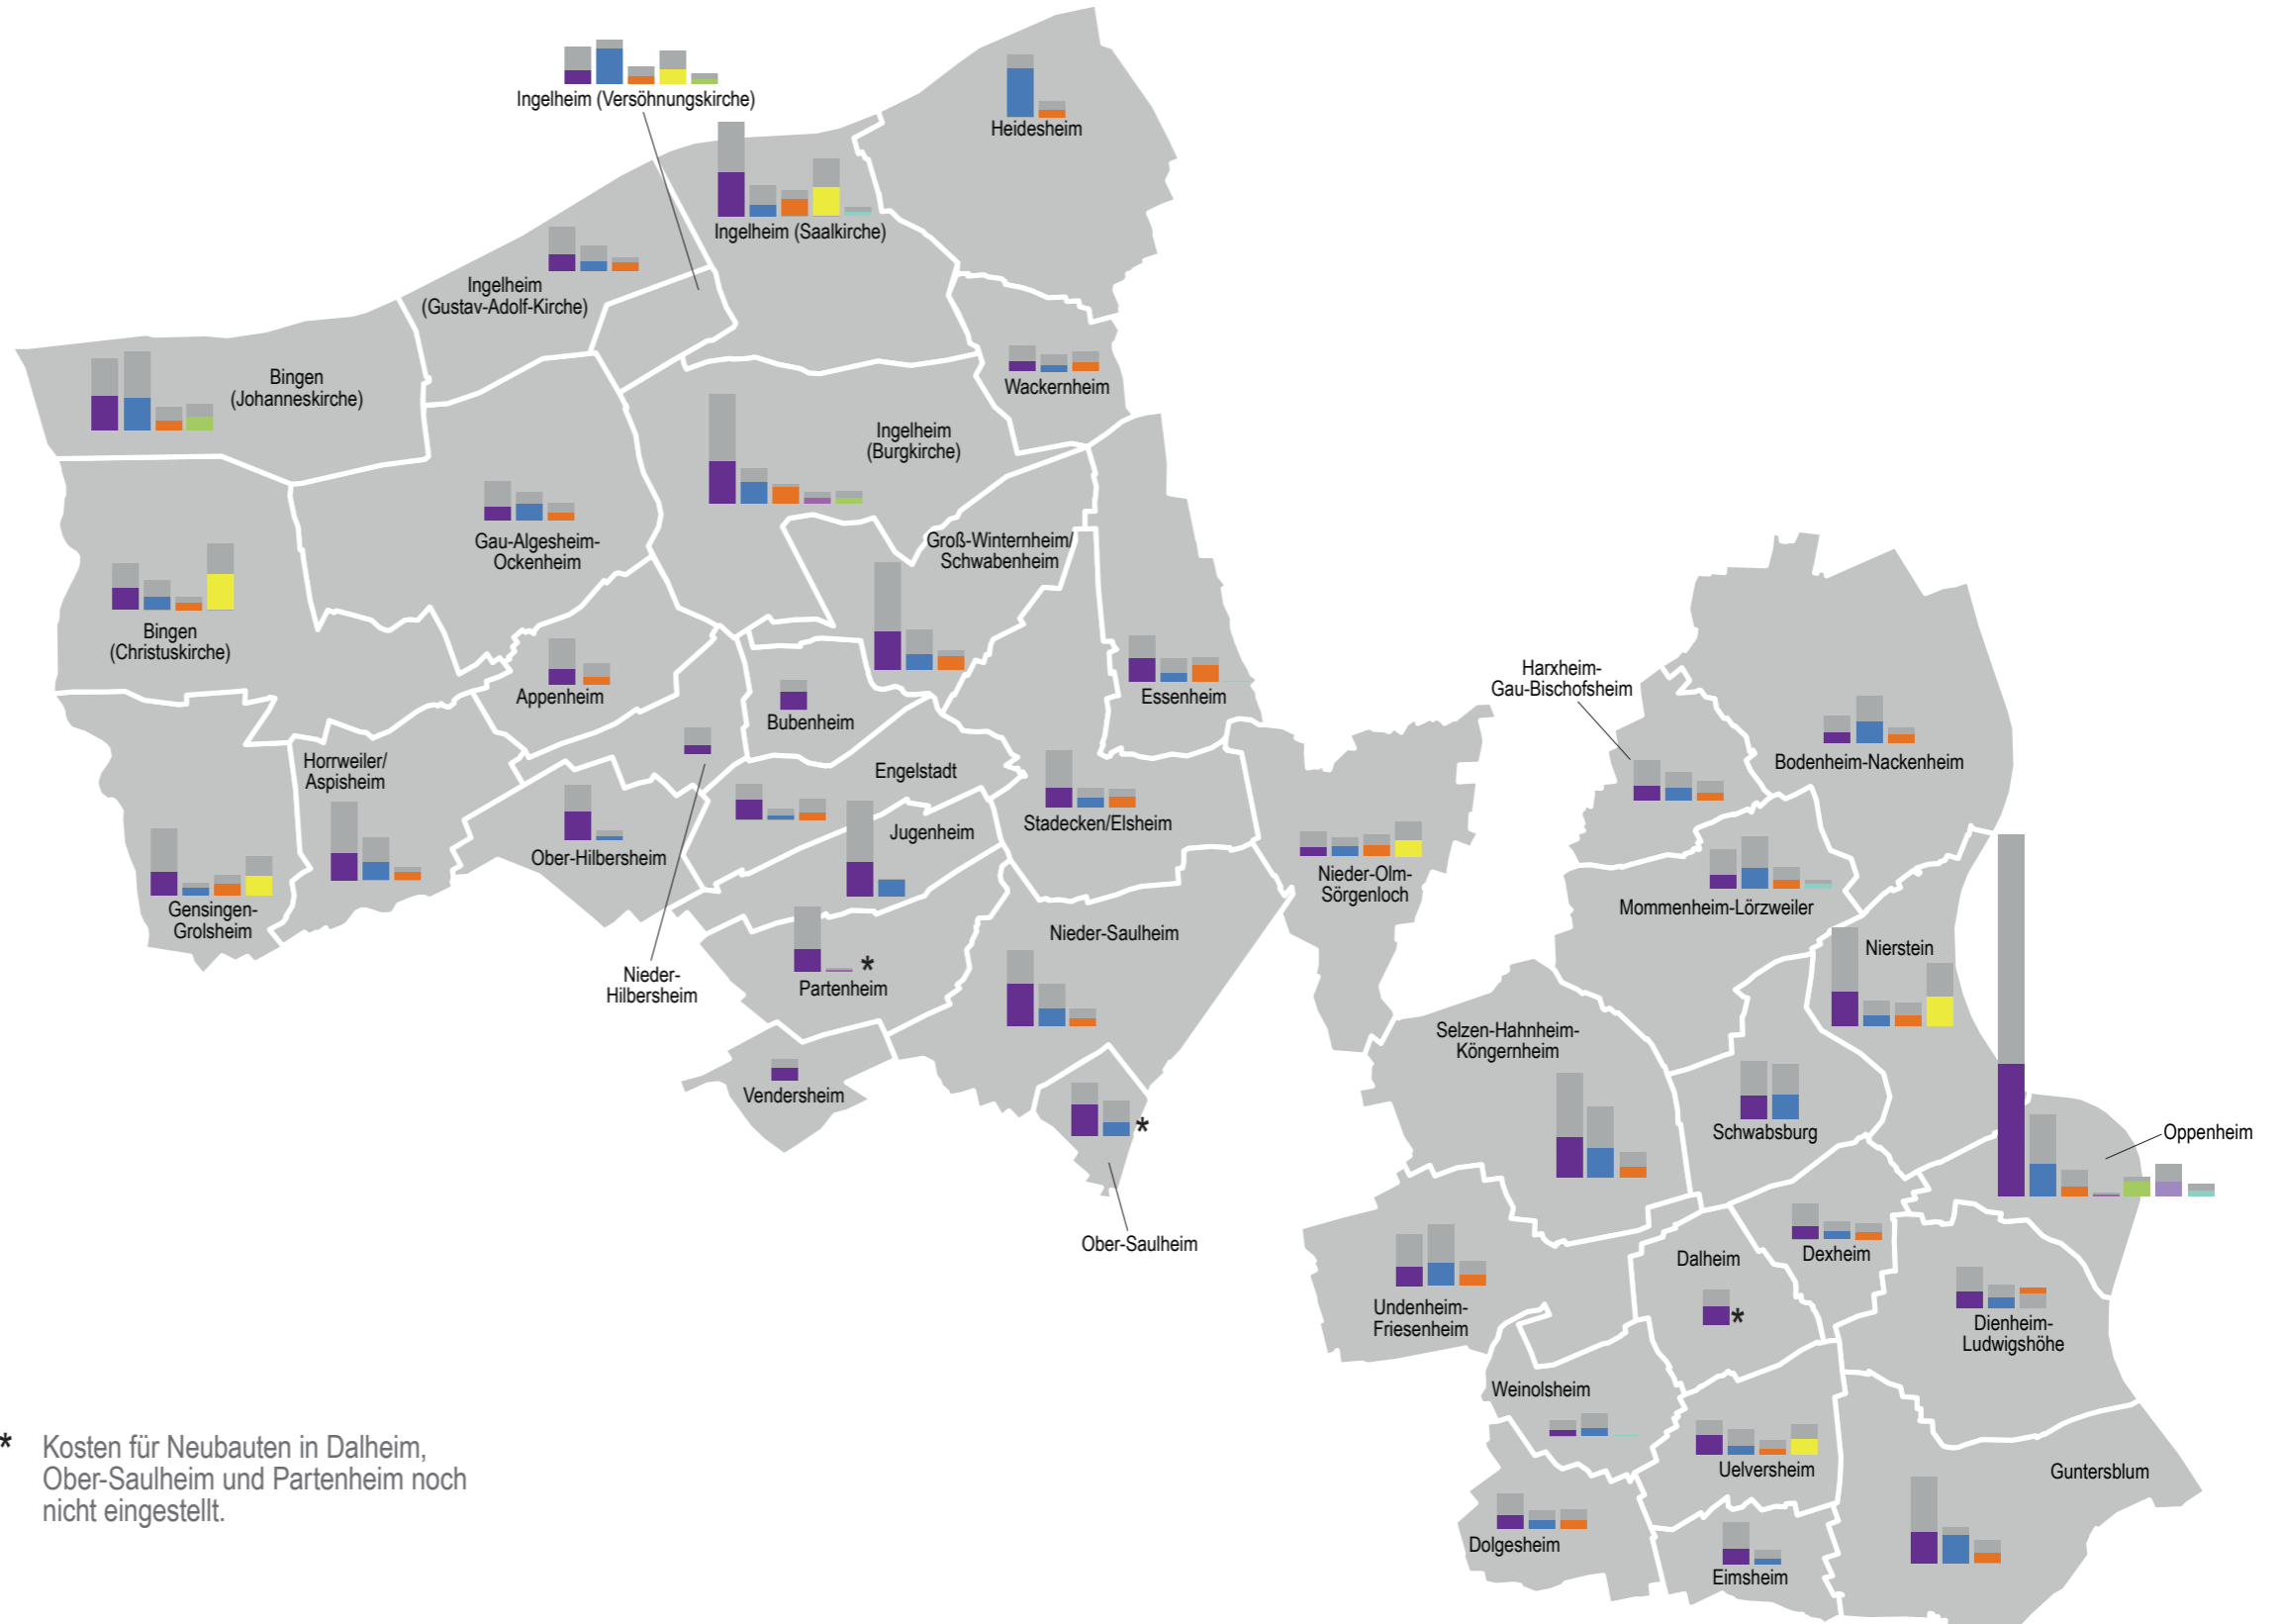 Ingelheim (Versöhnungskirche)
Heidesheim
Ingelheim (Saalkirche)
Ingelheim
(Gustav-Adolf-Kirche)
Bingen
(Johanneskirche)
Wackernheim
Ingelheim
(Burgkirche)
Gau-Algesheim-
Ockenheim
Groß-Winternheim/
Schwabenheim
Bingen
(Christuskirche)
Appenheim
Bubenheim
Essenheim
Harxheim-
Gau-Bischofsheim
Bodenheim-Nackenheim
Horrweiler/
Aspisheim
Engelstadt
Stadecken/Elsheim
Jugenheim
Ober-Hilbersheim
Nieder-Olm-
Sörgenloch
Gensingen-
Grolsheim
Mommenheim-Lörzweiler
Nieder-Saulheim
Nierstein
*
Partenheim
Nieder-
Hilbersheim
Selzen-Hahnheim-
Köngernheim
Vendersheim
*
Schwabsburg
Oppenheim
Ober-Saulheim
Dexheim
Dalheim
*
Undenheim-
Friesenheim
Dienheim-
Ludwigshöhe
Weinolsheim
Uelversheim
Guntersblum
Dolgesheim
Eimsheim
* Kosten für Neubauten in Dalheim,
Ober-Saulheim und Partenheim noch
nicht eingestellt.